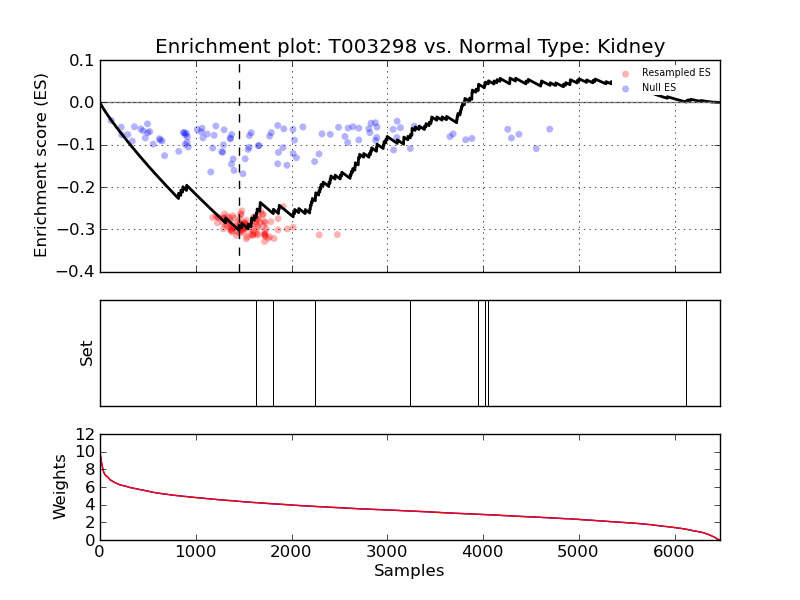 Enrichment plot: T003298 vs. Normal Type: Kidney
Enrichment score (ES)
0.1
0.0
−0.1
−0.2
−0.3
−0.4
Resampled ES
Null ES
Set
Weights
12
10
8
6
4
2
0
0 1000 2000 3000 4000 5000 6000
Samples